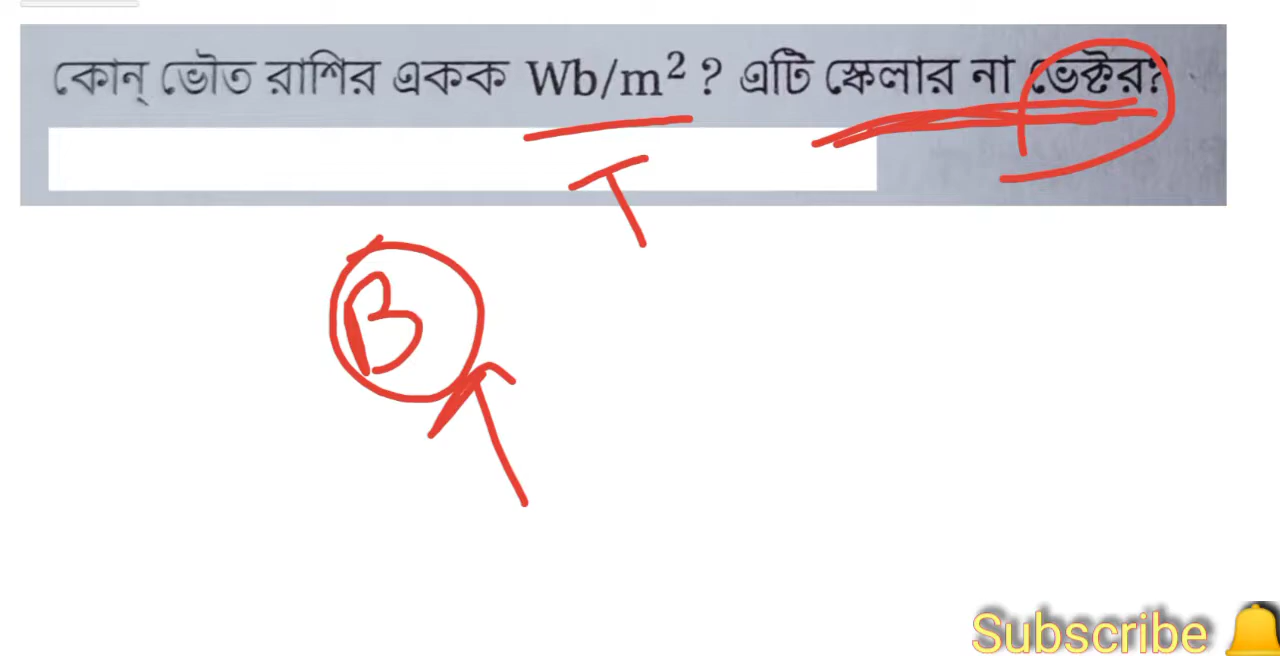 কোন্ ভৌত রাশির একক Wb/m² ? এটি স্কেলার না ভেক্টর?
T
B
Subscribe